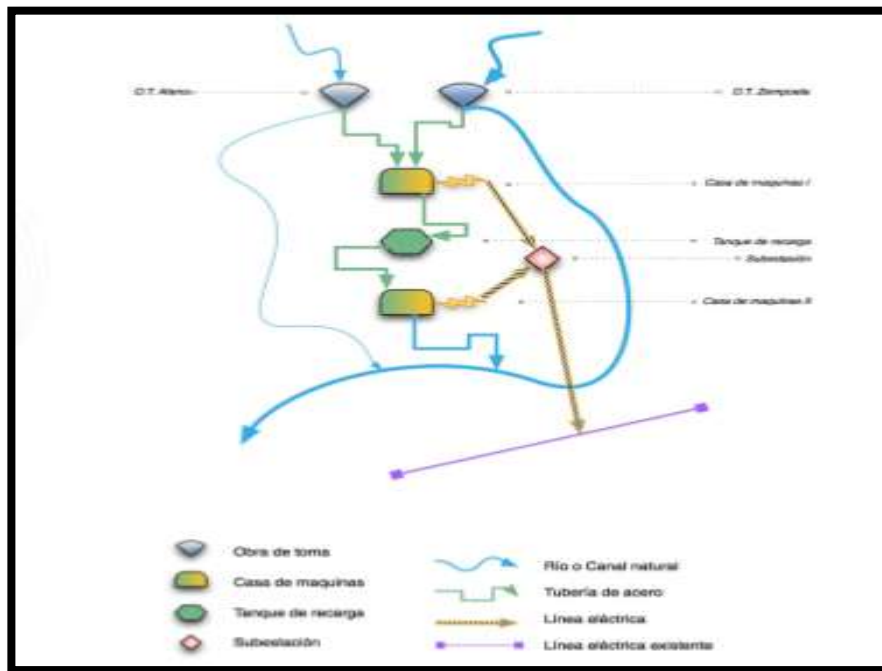 O.T. Ateno
O.T. Zempoala
Casa de maquinas I
Tanque de recarga
Subestación
Casa de maquinas II
Obra de toma
Casa de maquinas
Tanque de recarga
Subestación
Río o Canal natural
Tubería de acero
Línea eléctrica
Línea eléctrica existente